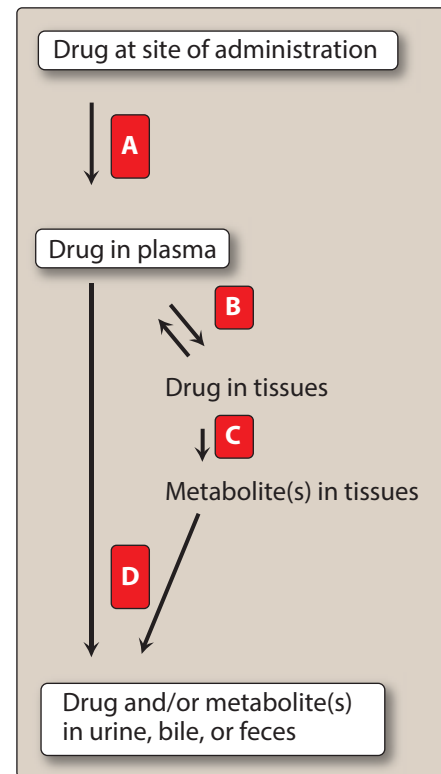 Drug at site of administration
A
Drug in plasma
B
Drug in tissues
C
Metabolite(s) in tissues
D
Drug and/or metabolite(s)
in urine, bile, or feces